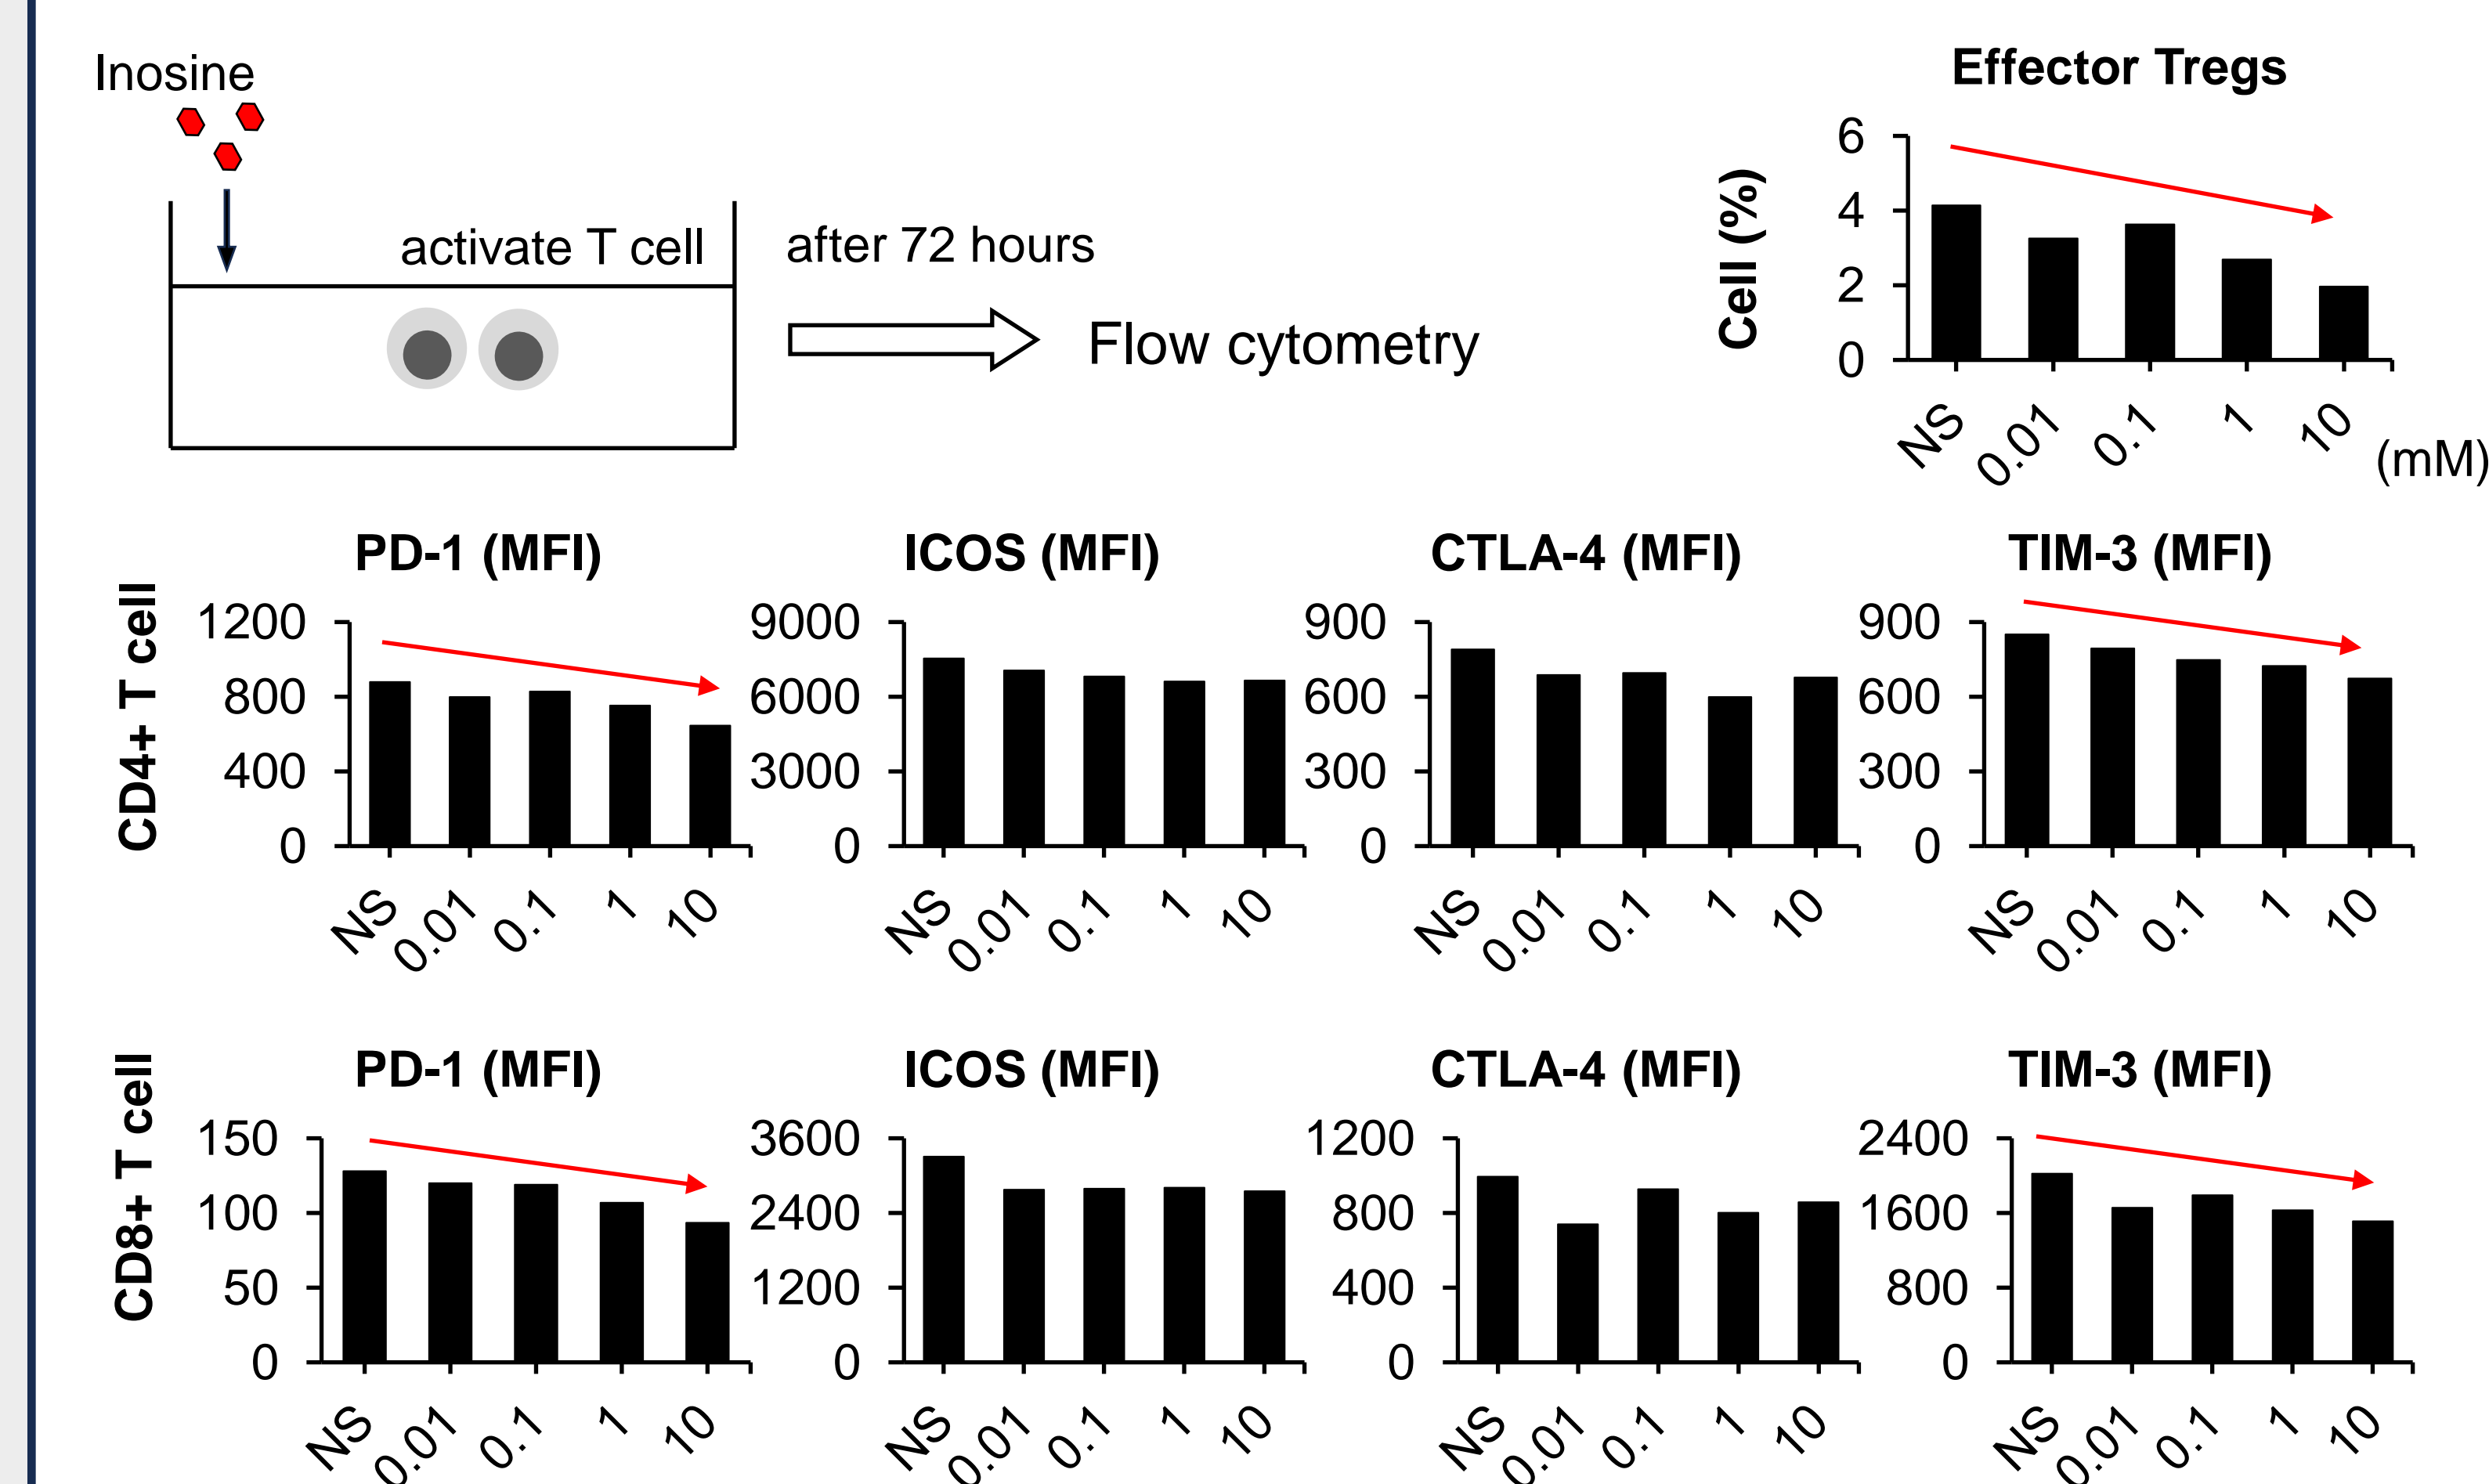 Inosine
activate T cell
after 72 hours
Flow cytometry
Effector Tregs
Cell (%)
6
4
2
0
NS 0.01 0.1 1 10 (mM)
CD4+ T cell
PD-1 (MFI)
1200
800
400
0
NS 0.01 0.1 1 10
ICOS (MFI)
9000
6000
3000
0
NS 0.01 0.1 1 10
CTLA-4 (MFI)
900
600
300
0
NS 0.01 0.1 1 10
TIM-3 (MFI)
900
600
300
0
NS 0.01 0.1 1 10
CD8+ T cell
PD-1 (MFI)
150
100
50
0
NS 0.01 0.1 1 10
ICOS (MFI)
3600
2400
1200
0
NS 0.01 0.1 1 10
CTLA-4 (MFI)
1200
800
400
0
NS 0.01 0.1 1 10
TIM-3 (MFI)
2400
1600
800
0
NS 0.01 0.1 1 10